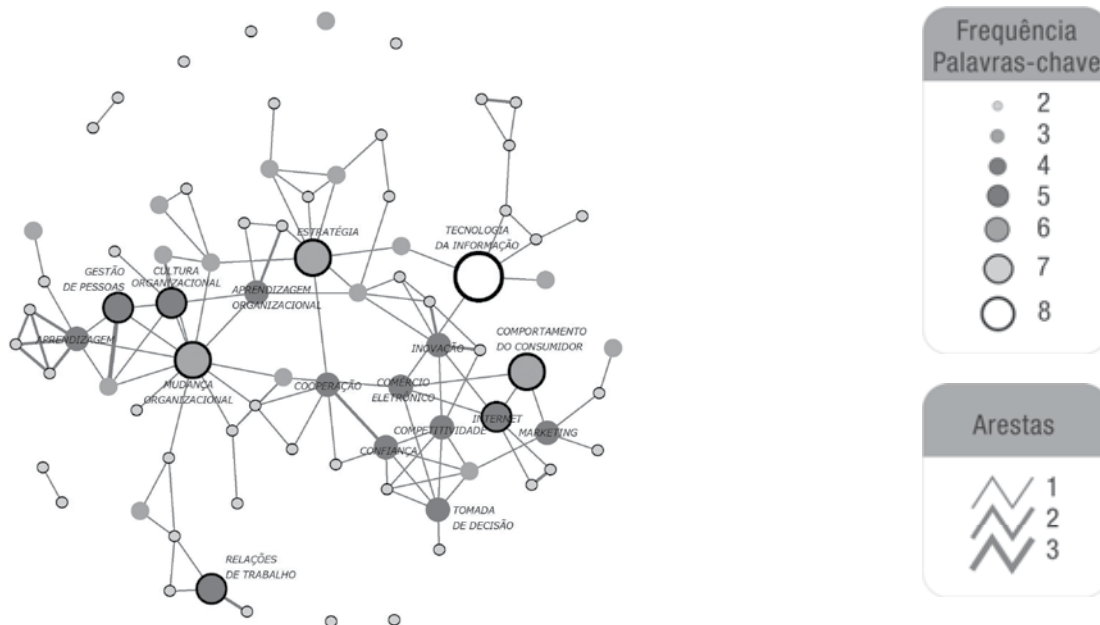 ESTRATÉGIA
TECNOLOGIA
DA INFORMAÇÃO
GESTÃO
DE PESSOAS
CULTURA
ORGANIZACIONAL
APRENDIZAGEM
ORGANIZACIONAL
APRENDIZAGEM
INOVAÇÃO
COMPORTAMENTO
DO CONSUMIDOR
MUDANÇA
ORGANIZACIONAL
COOPERAÇÃO
COMÉRCIO
ELETRÔNICO
INTERNET
COMPETITIVIDADE
MARKETING
CONFIANÇA
TOMADA
DE DECISÃO
RELAÇÕES
DE TRABALHO
Frequência
Palavras-chave
2
3
4
5
6
7
8
Arestas
1
2
3